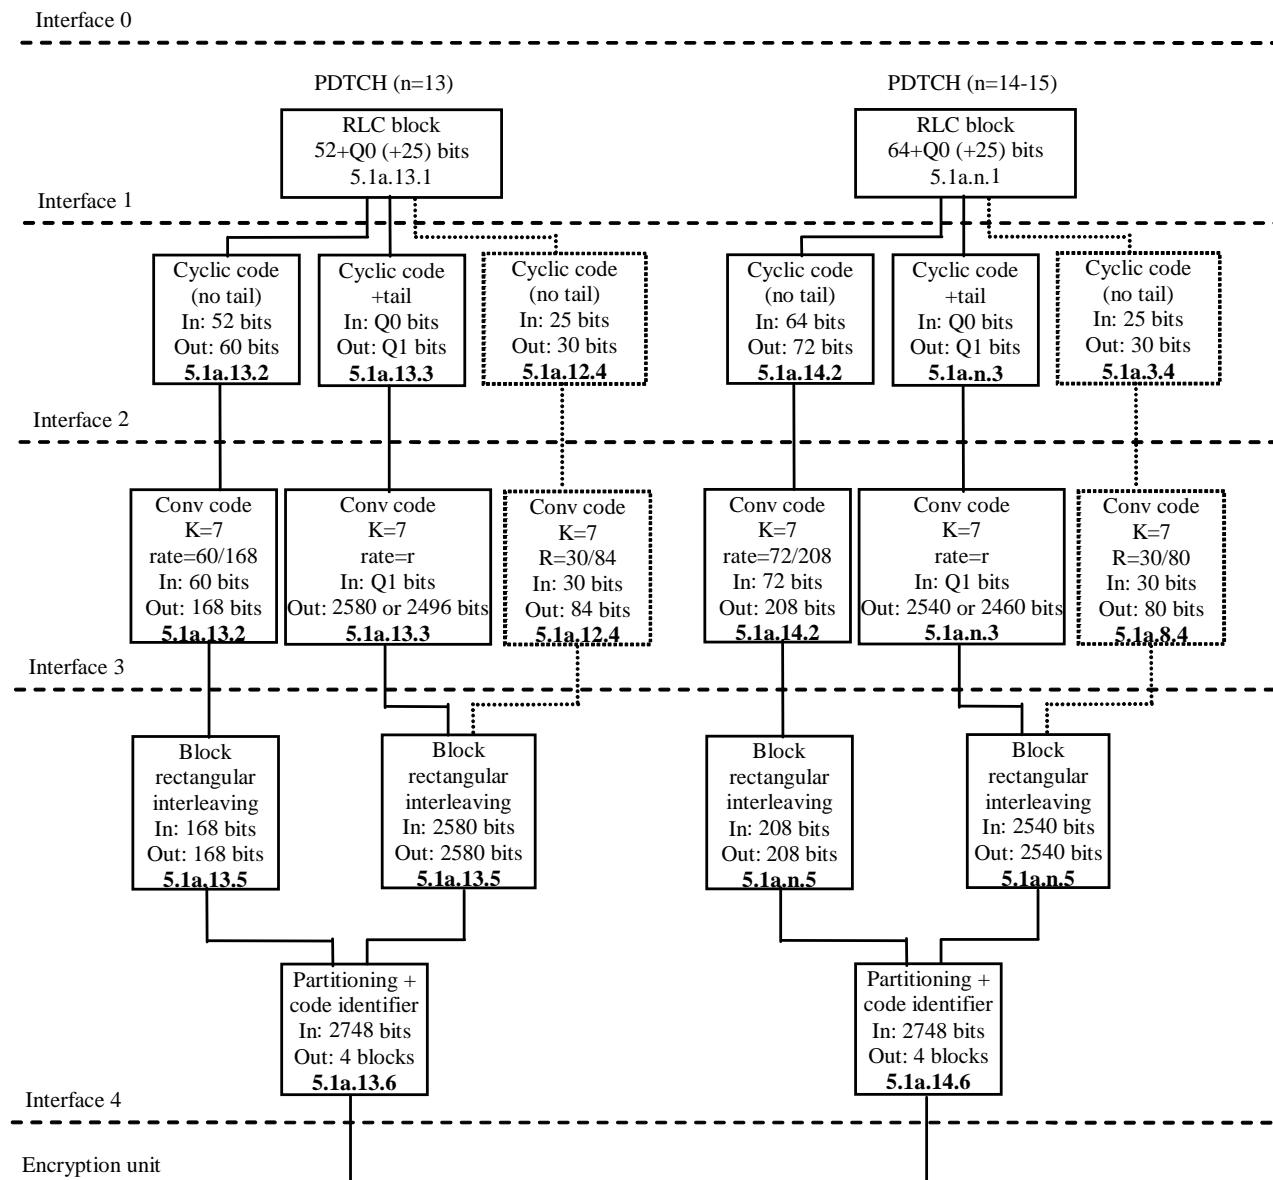 Interface 0
PDTCH (n=13)
PDTCH (n=14-15)
RLC block
52+Q0 (+25) bits
5.1a.13.1
RLC block
64+Q0 (+25) bits
5.1a.n.1
Interface 1
Cyclic code
(no tail)
In: 52 bits
Out: 60 bits
5.1a.13.2
Cyclic code
+tail
In: Q0 bits
Out: Q1 bits
5.1a.13.3
Cyclic code
(no tail)
In: 25 bits
Out: 30 bits
5.1a.12.4
Cyclic code
(no tail)
In: 64 bits
Out: 72 bits
5.1a.14.2
Cyclic code
+tail
In: Q0 bits
Out: Q1 bits
5.1a.n.3
Cyclic code
(no tail)
In: 25 bits
Out: 30 bits
5.1a.3.4
Interface 2
Conv code
K=7
rate=60/168
In: 60 bits
Out: 168 bits
5.1a.13.2
Conv code
K=7
rate=r
In: Q1 bits
Out: 2580 or 2496 bits
5.1a.13.3
Conv code
K=7
R=30/84
In: 30 bits
Out: 84 bits
5.1a.12.4
Conv code
K=7
rate=72/208
In: 72 bits
Out: 208 bits
5.1a.14.2
Conv code
K=7
rate=r
In: Q1 bits
Out: 2540 or 2460 bits
5.1a.n.3
Conv code
K=7
R=30/80
In: 30 bits
Out: 80 bits
5.1a.8.4
Interface 3
Block
rectangular
interleaving
In: 168 bits
Out: 168 bits
5.1a.13.5
Block
rectangular
interleaving
In: 2580 bits
Out: 2580 bits
5.1a.13.5
Block
rectangular
interleaving
In: 208 bits
Out: 208 bits
5.1a.n.5
Block
rectangular
interleaving
In: 2540 bits
Out: 2540 bits
5.1a.n.5
Partitioning +
code identifier
In: 2748 bits
Out: 4 blocks
5.1a.13.6
Partitioning +
code identifier
In: 2748 bits
Out: 4 blocks
5.1a.14.6
Interface 4
Encryption unit